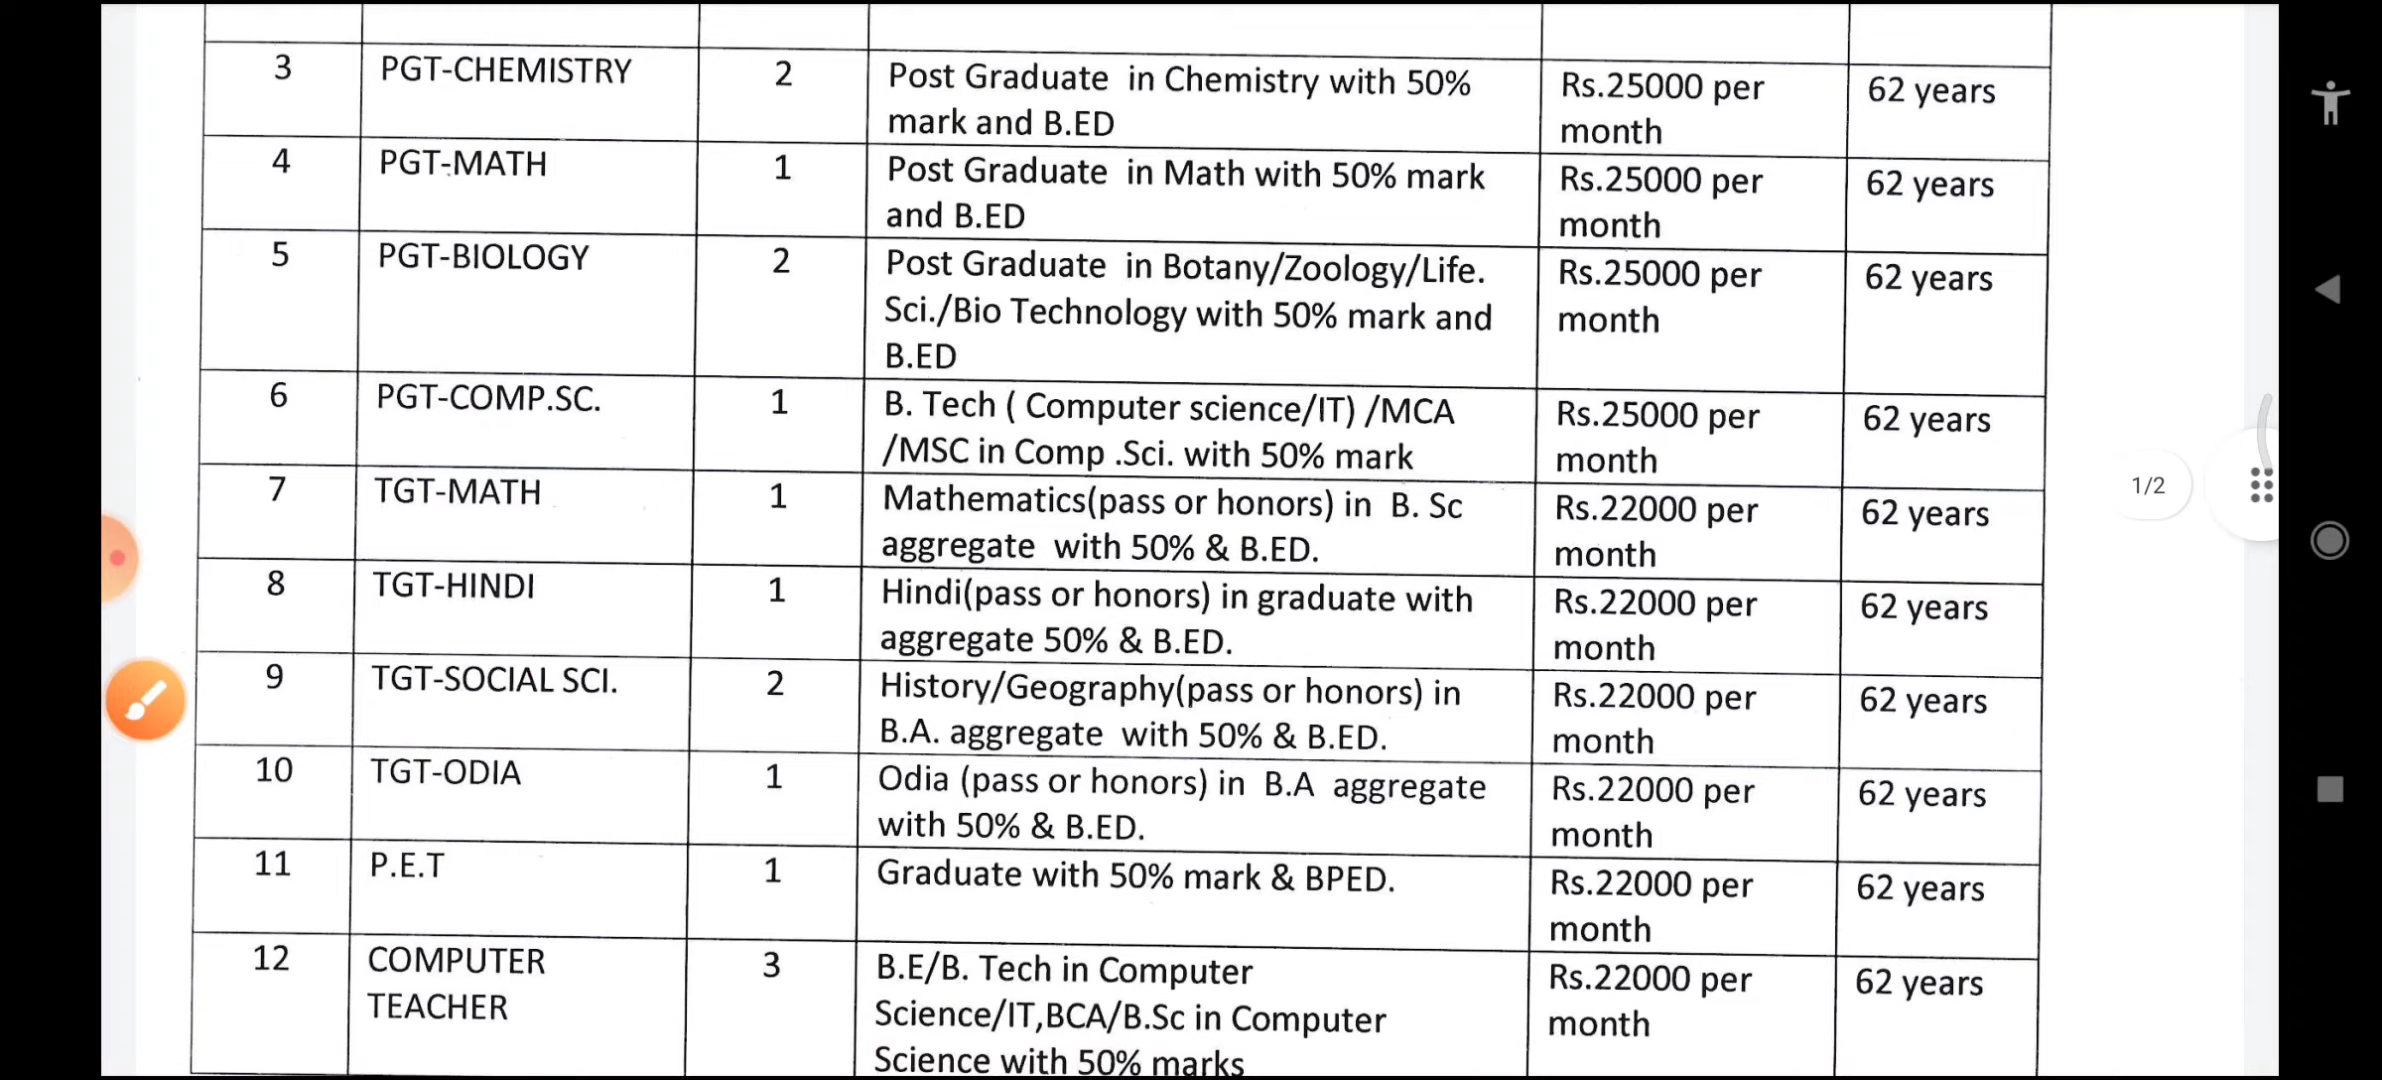 3 PGT-CHEMISTRY 2 Post Graduate in Chemistry with 50% Rs.25000 per 62 years
mark and B.ED month
4 PGT-MATH 1 Post Graduate in Math with 50% mark Rs.25000 per 62 years
and B.ED month
5 PGT-BIOLOGY 2 Post Graduate in Botany/Zoology/Life. Rs.25000 per 62 years
Sci./Bio Technology with 50% mark and month
B.ED
6 PGT-COMP.SC. 1 B. Tech ( Computer science/IT) /MCA Rs.25000 per 62 years
/MSC in Comp .Sci. with 50% mark month
1/2
7 TGT-MATH 1 Mathematics(pass or honors) in B. Sc Rs.22000 per 62 years
aggregate with 50% & B.ED. month
8 TGT-HINDI 1 Hindi(pass or honors) in graduate with Rs.22000 per 62 years
aggregate 50% & B.ED. month
9 TGT-SOCIAL SCI. 2 History/Geography(pass or honors) in Rs.22000 per 62 years
B.A. aggregate with 50% & B.ED. month
10 TGT-ODIA 1 Odia (pass or honors) in B.A aggregate Rs.22000 per 62 years
with 50% & B.ED. month
11 P.E.T 1 Graduate with 50% mark & BPED. Rs.22000 per 62 years
month
12 COMPUTER 3 B.E/B. Tech in Computer Rs.22000 per 62 years
TEACHER Science/IT,BCA/B.Sc in Computer month
Science with 50% marks